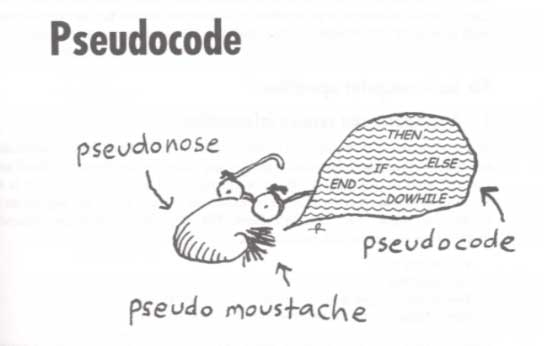 Pseudocode
pseudonose
THEN
IF
ELSE
END
DOWHILE
pseudocode
pseudo moustache